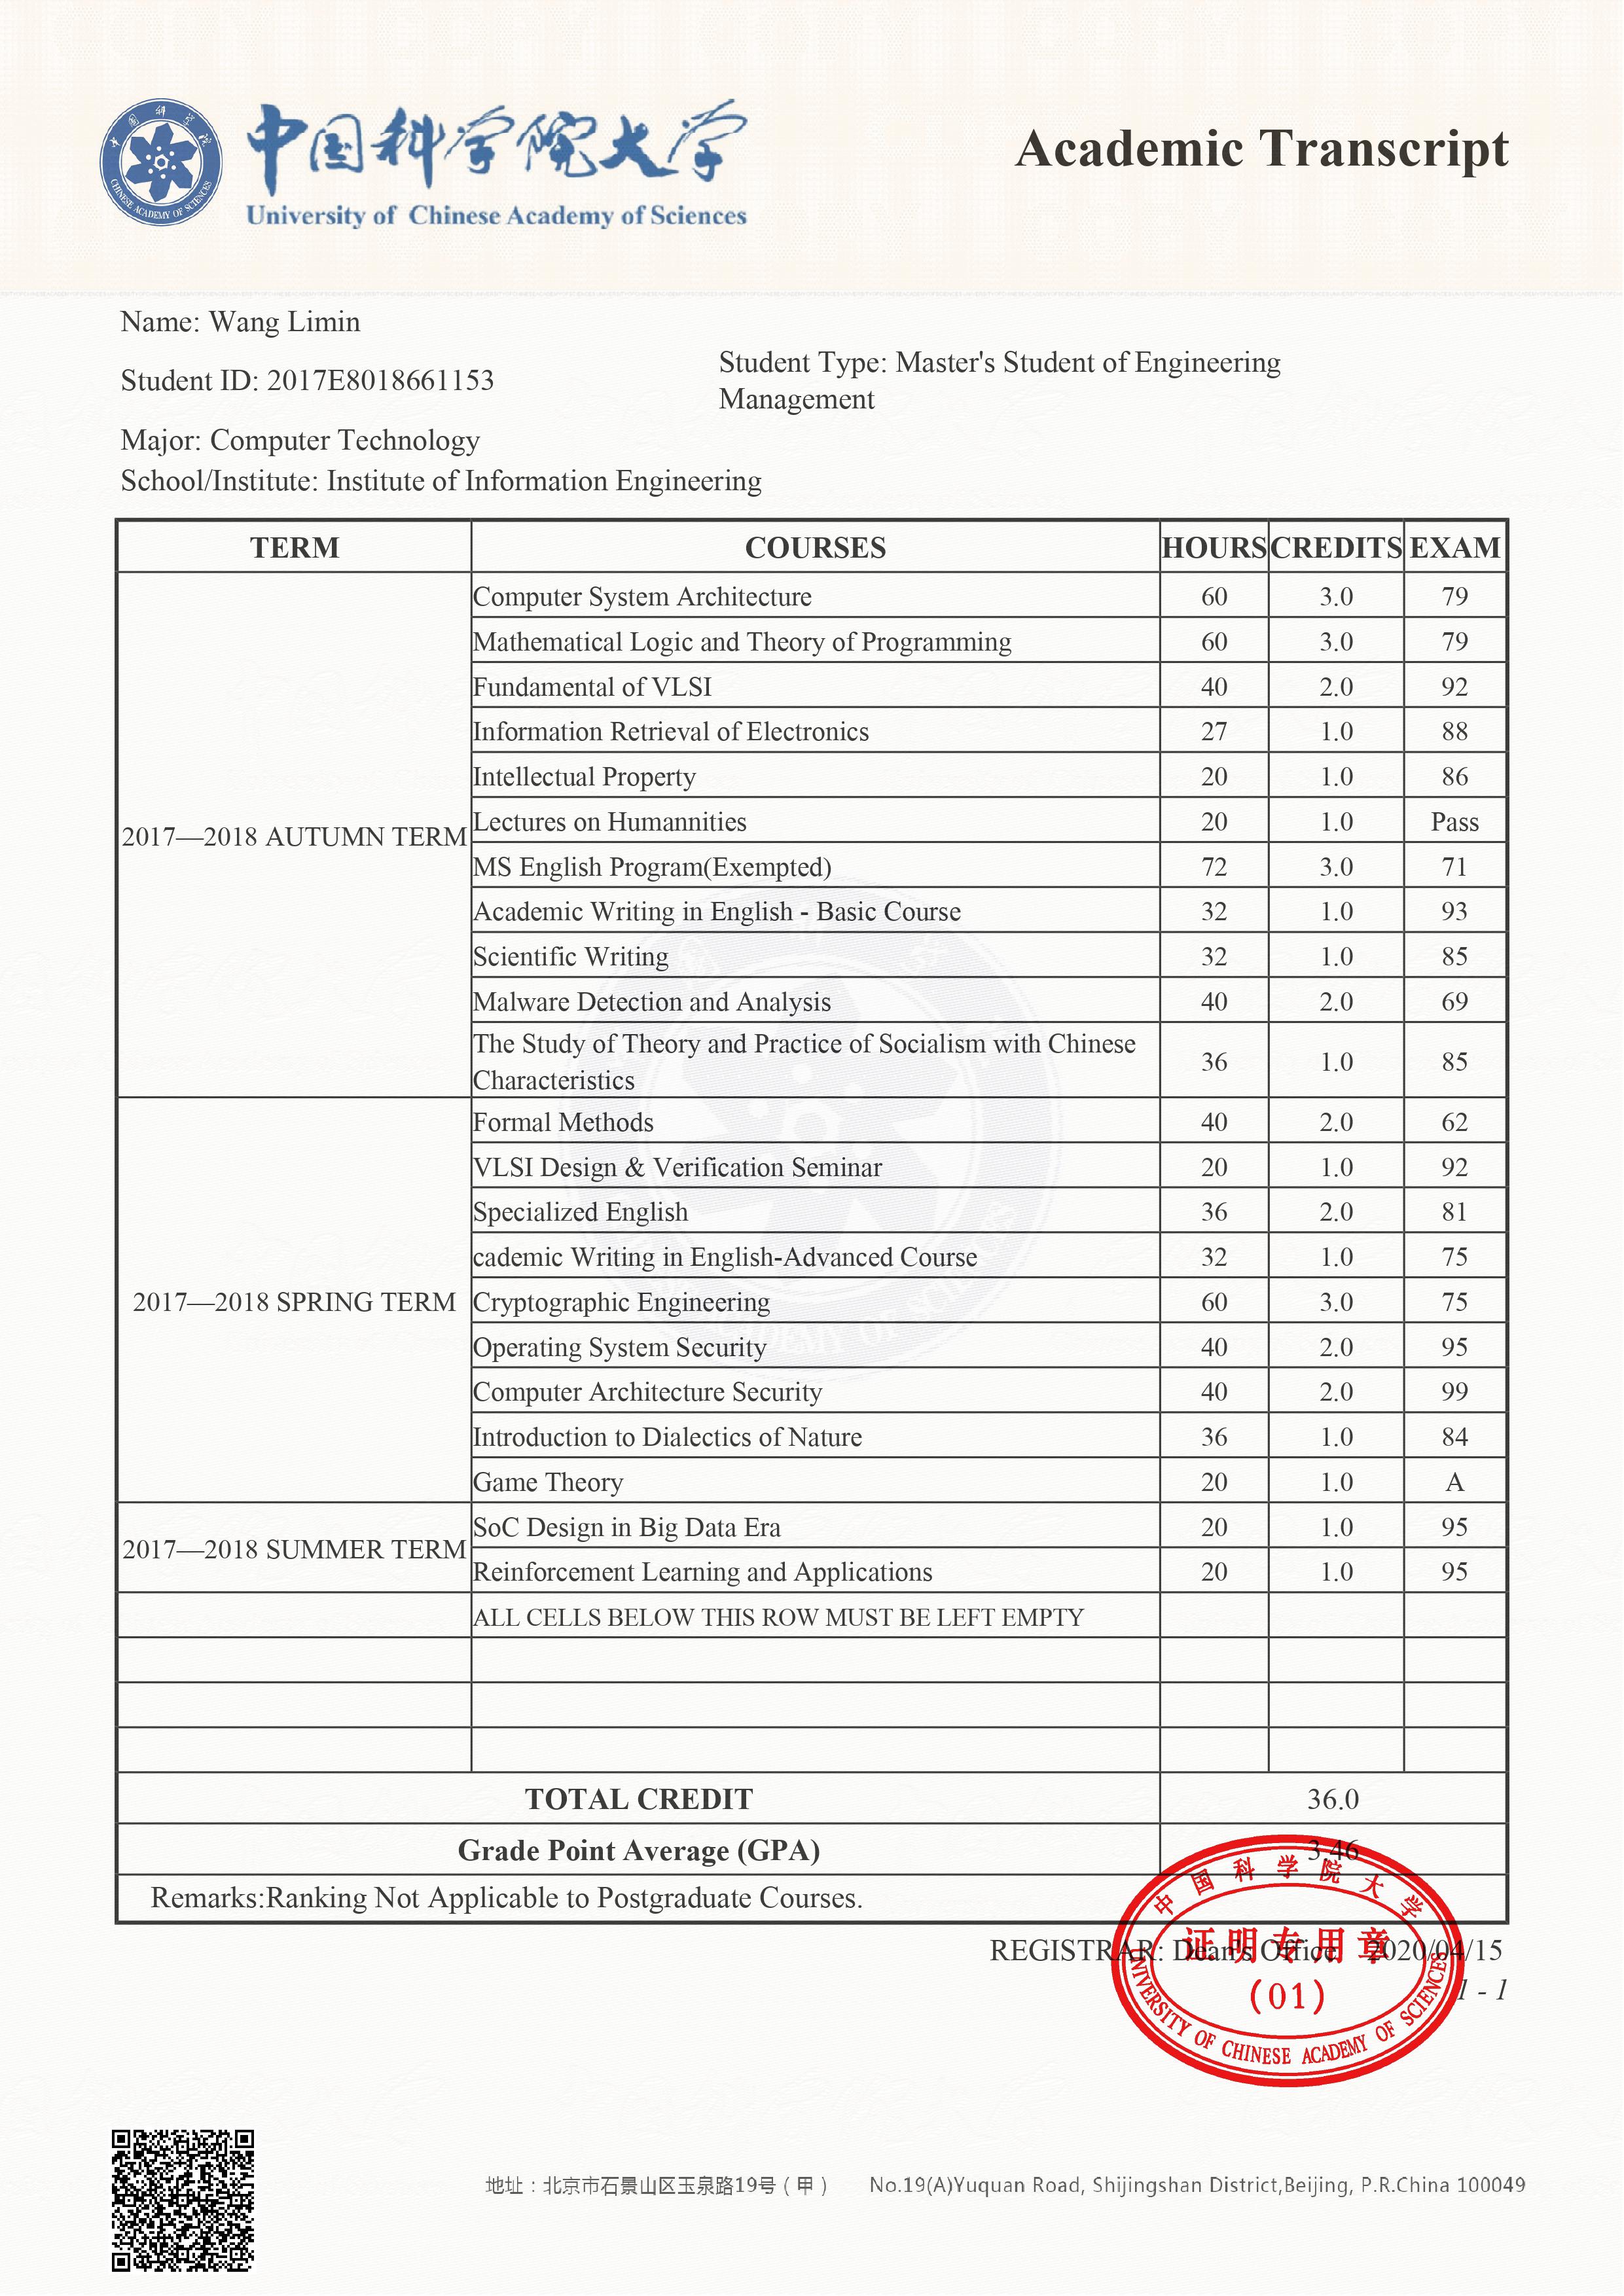 中国科学院
CHINESE ACADEMY OF SCIENCES
中国科学院大学
University of Chinese Academy of Sciences
Academic Transcript
Name: Wang Limin
Student ID: 2017E8018661153
Student Type: Master's Student of Engineering
Management
Major: Computer Technology
School/Institute: Institute of Information Engineering
TERM COURSES HOURS CREDITS EXAM
2017—2018 AUTUMN TERM
Computer System Architecture 60 3.0 79
Mathematical Logic and Theory of Programming 60 3.0 79
Fundamental of VLSI 40 2.0 92
Information Retrieval of Electronics 27 1.0 88
Intellectual Property 20 1.0 86
Lectures on Humannities 20 1.0 Pass
MS English Program(Exempted) 72 3.0 71
Academic Writing in English - Basic Course 32 1.0 93
Scientific Writing 32 1.0 85
Malware Detection and Analysis 40 2.0 69
The Study of Theory and Practice of Socialism with Chinese
Characteristics 36 1.0 85
2017—2018 SPRING TERM
Formal Methods 40 2.0 62
VLSI Design & Verification Seminar 20 1.0 92
Specialized English 36 2.0 81
cademic Writing in English-Advanced Course 32 1.0 75
Cryptographic Engineering 60 3.0 75
Operating System Security 40 2.0 95
Computer Architecture Security 40 2.0 99
Introduction to Dialectics of Nature 36 1.0 84
Game Theory 20 1.0 A
2017—2018 SUMMER TERM
SoC Design in Big Data Era 20 1.0 95
Reinforcement Learning and Applications 20 1.0 95
ALL CELLS BELOW THIS ROW MUST BE LEFT EMPTY
TOTAL CREDIT 36.0
Grade Point Average (GPA) 3.46
Remarks:Ranking Not Applicable to Postgraduate Courses.
REGISTRAR: Dean's Office 2020/04/15
1 - 1
中国科学院大学
证明专用章
(01)
UNIVERSITY OF CHINESE ACADEMY OF SCIENCES
地址：北京市石景山区玉泉路19号（甲） No.19(A)Yuquan Road, Shijingshan District,Beijing, P.R.China 100049